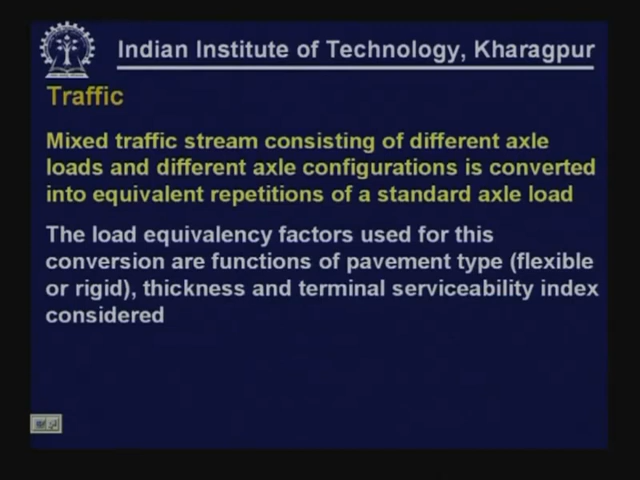 Indian Institute of Technology, Kharagpur
Traffic
Mixed traffic stream consisting of different axle
loads and different axle configurations is converted
into equivalent repetitions of a standard axle load
The load equivalency factors used for this
conversion are functions of pavement type (flexible
or rigid), thickness and terminal serviceability index
considered